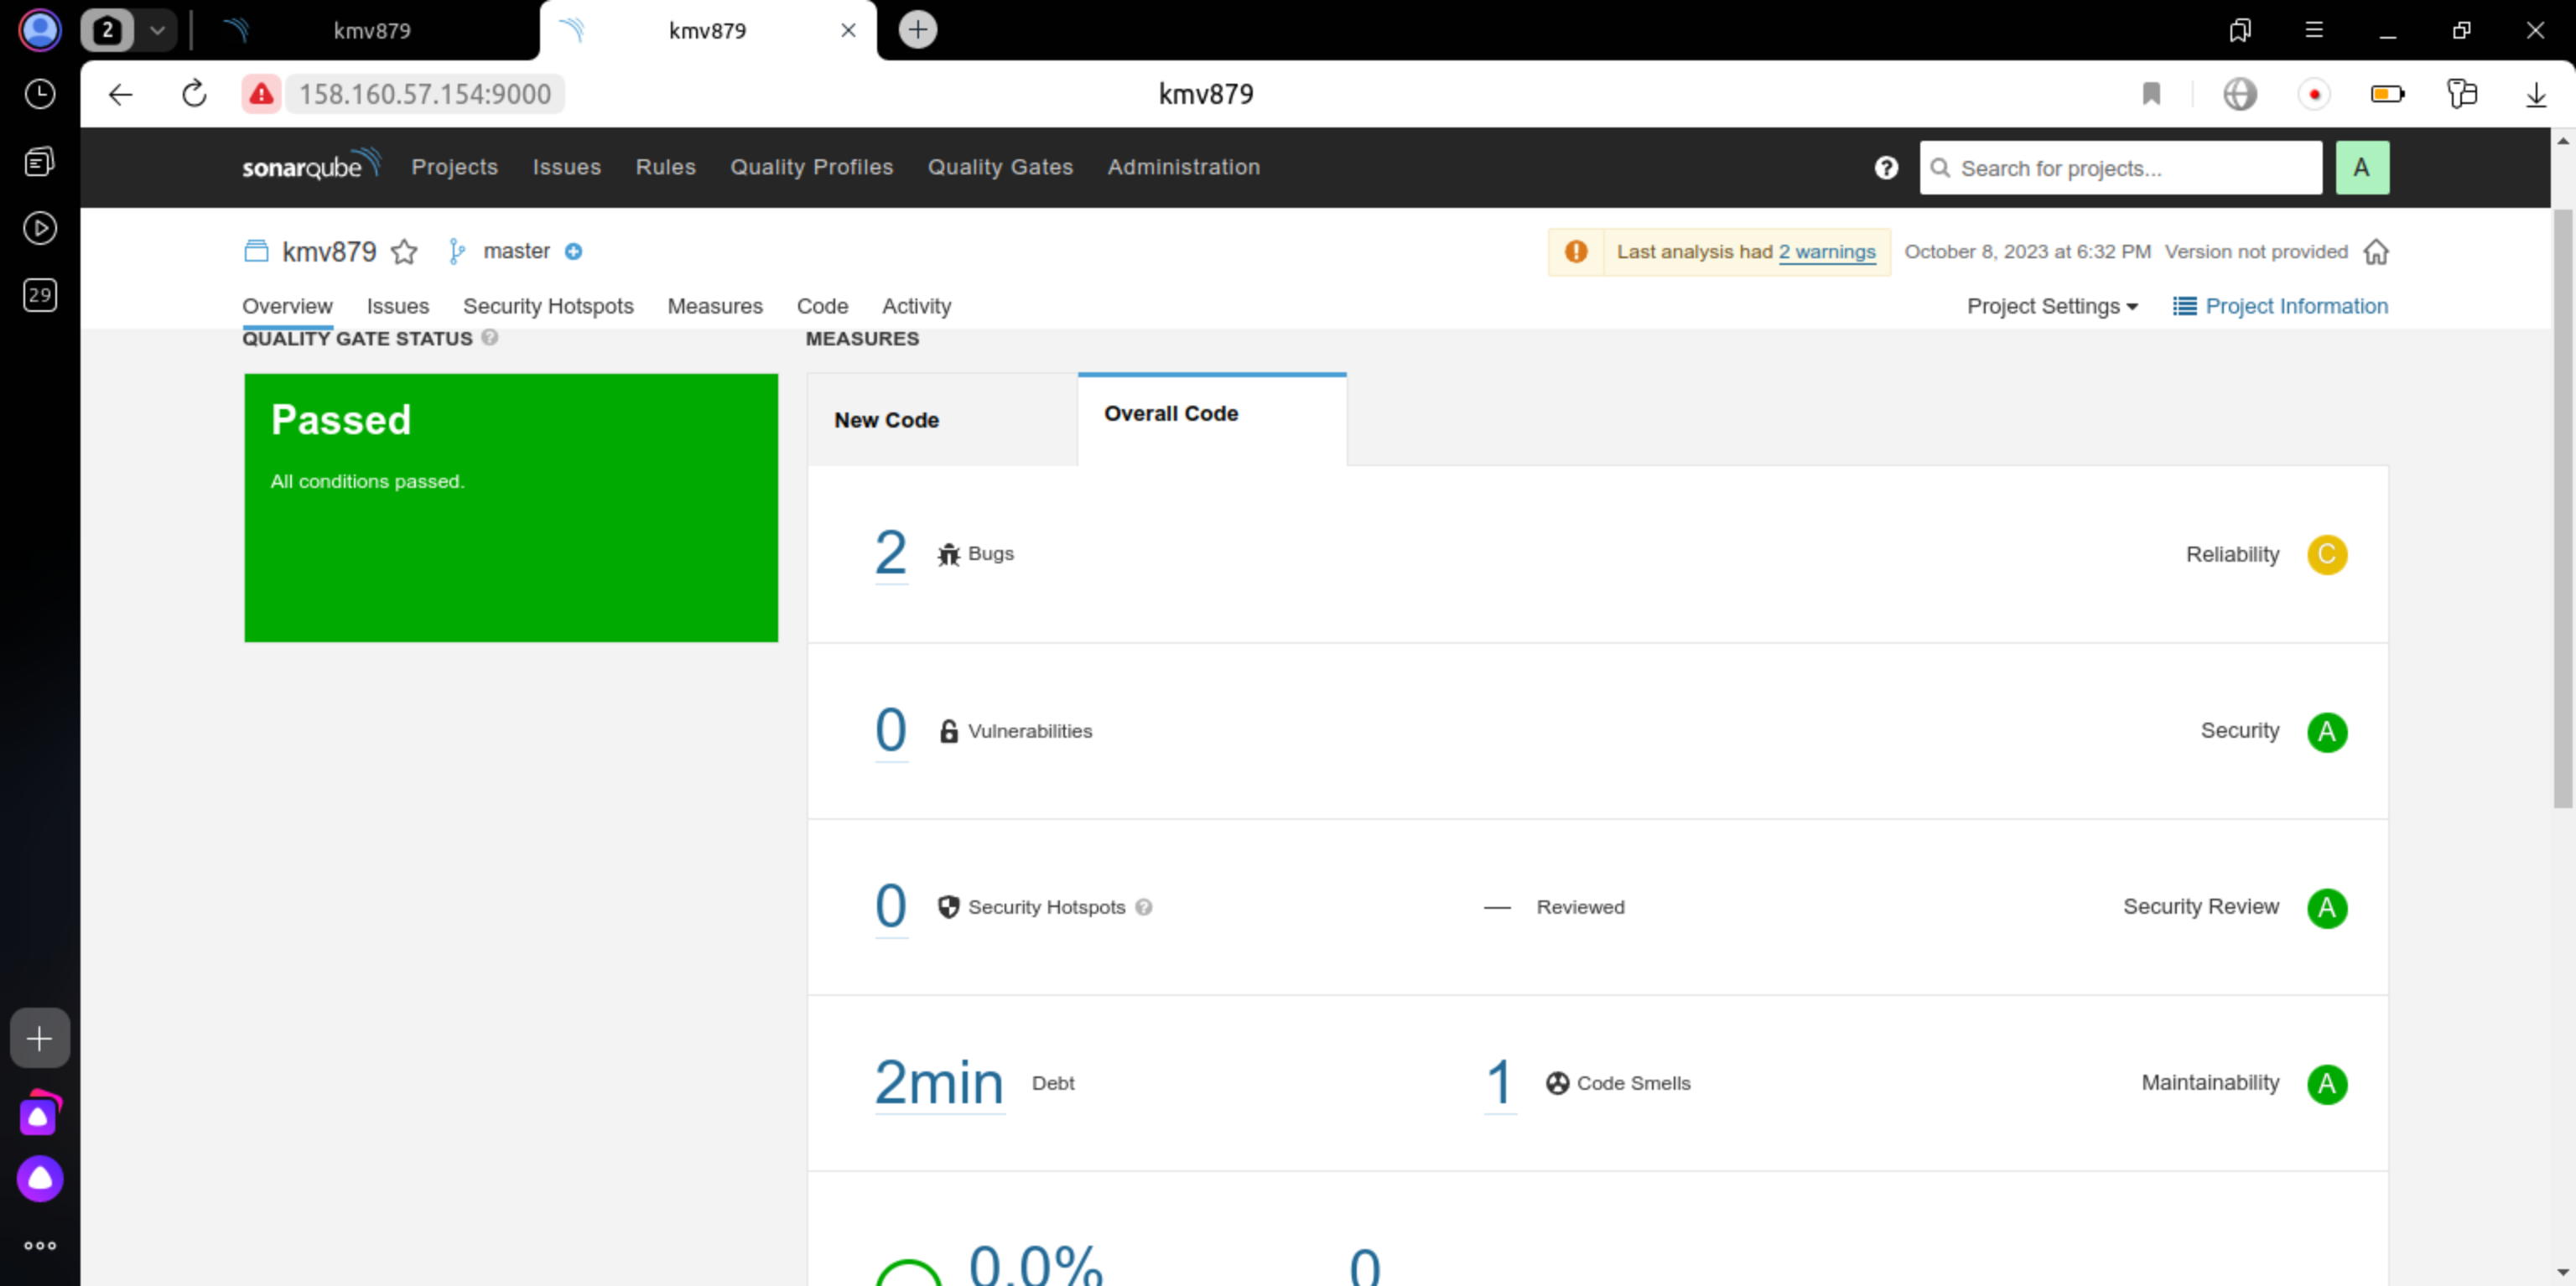 2 kmv879 kmv879
158.160.57.154:9000 kmv879
sonarqube Projects Issues Rules Quality Profiles Quality Gates Administration Search for projects... A
kmv879 master Last analysis had 2 warnings October 8, 2023 at 6:32 PM Version not provided
29
Overview Issues Security Hotspots Measures Code Activity Project Settings Project Information
QUALITY GATE STATUS MEASURES
Passed
All conditions passed.
New Code Overall Code
2 Bugs Reliability C
0 Vulnerabilities Security A
0 Security Hotspots — Reviewed Security Review A
2min Debt 1 Code Smells Maintainability A
0.0% 0